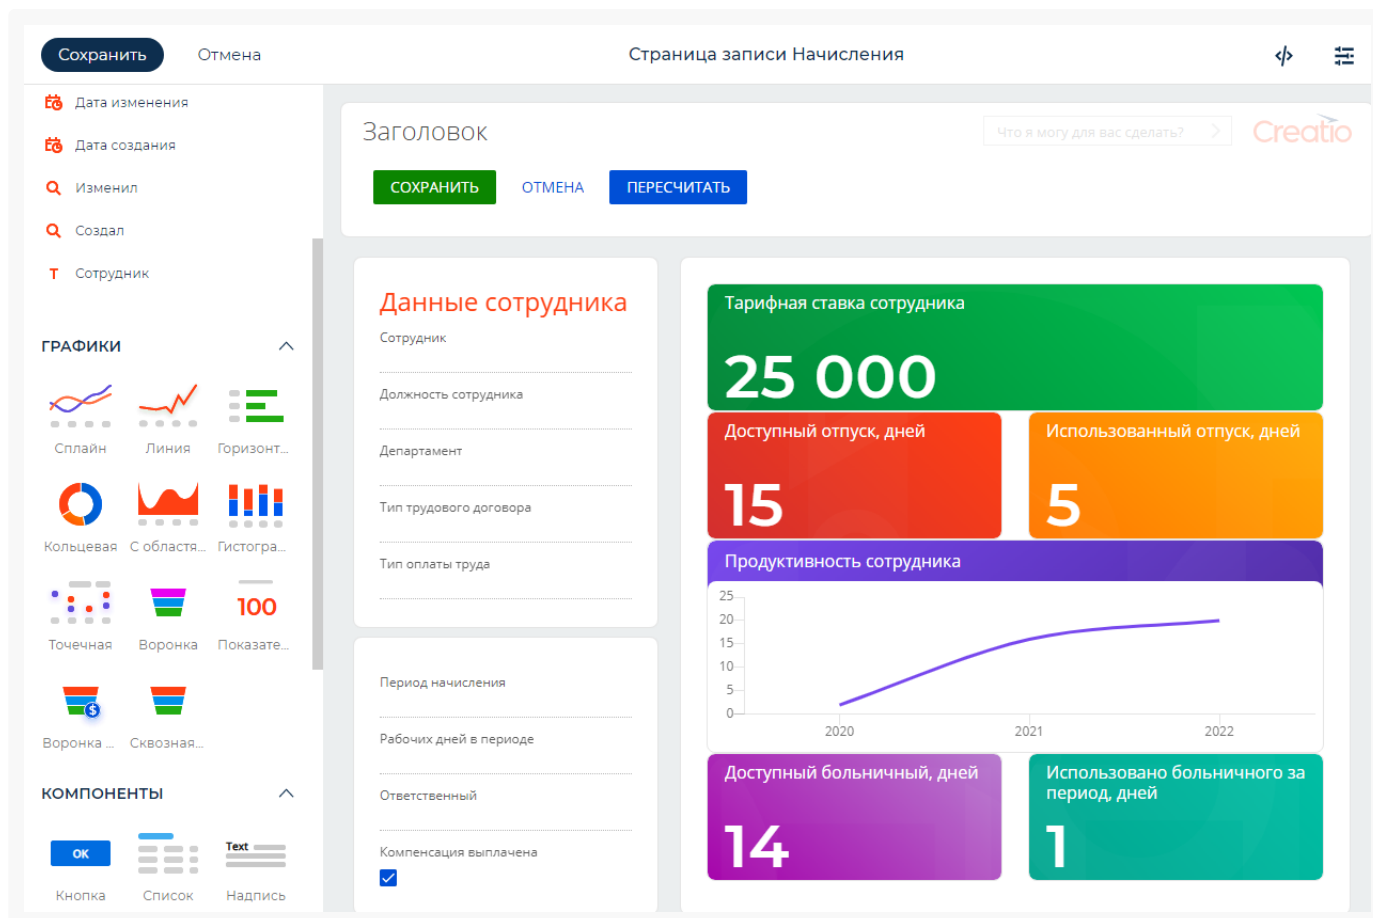 Сохранить
Отмена
Страница записи Начисления
Дата изменения
Дата создания
Изменил
Создал
Т Сотрудник
ГРАФИКИ
Сплайн
Линия
Горизонт...
Кольцевая
С областя...
Гистогра...
100
Точечная
Воронка
Показате...
$
Воронка ...
Сквозная...
КОМПОНЕНТЫ
OK
Text
Кнопка
Список
Надпись
Заголовок
Что я могу для вас сделать?
Creatio
СОХРАНИТЬ
ОТМЕНА
ПЕРЕСЧИТАТЬ
Данные сотрудника
Сотрудник
Должность сотрудника
Департамент
Тип трудового договора
Тип оплаты труда
Период начисления
Рабочих дней в периоде
Ответственный
Компенсация выплачена
Тарифная ставка сотрудника
25 000
Доступный отпуск, дней
15
Использованный отпуск, дней
5
Продуктивность сотрудника
25
20
15
10
5
0
2020
2021
2022
Доступный больничный, дней
14
Использовано больничного за
период, дней
1